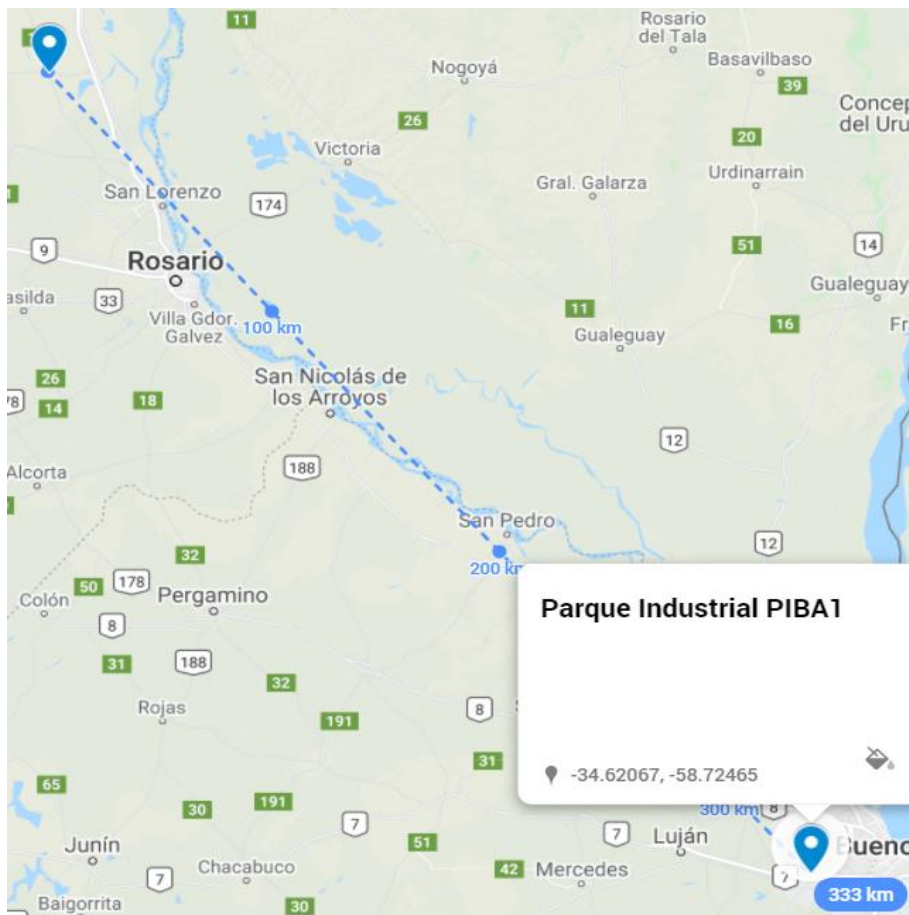 11
Rosario
del Tala
Nogoyá
Basavilbaso
39
Concep
del Uru
26
20
Victoria
San Lorenzo
174
Gral. Galarza
Urdinarrain
9
Rosario
51
14
asilda
33
Villa Gdor.
Galvez
100 km
11
16
Gualeguay
Gualeguay
Fr
26
78
14
18
San Nicolás de
los Arroyos
12
Alcorta
188
San Pedro
12
32
200 km
50
178
Colón
Pergamino
8
31
188
32
Rojas
191
8
31
Parque Industrial PIBA1
-34.62067, -58.72465
65
30
191
7
300 km
8
Junín
51
7
Luján
Bueno
Chacabuco
7
42
Mercedes
7
333 km
Baigorrita
30